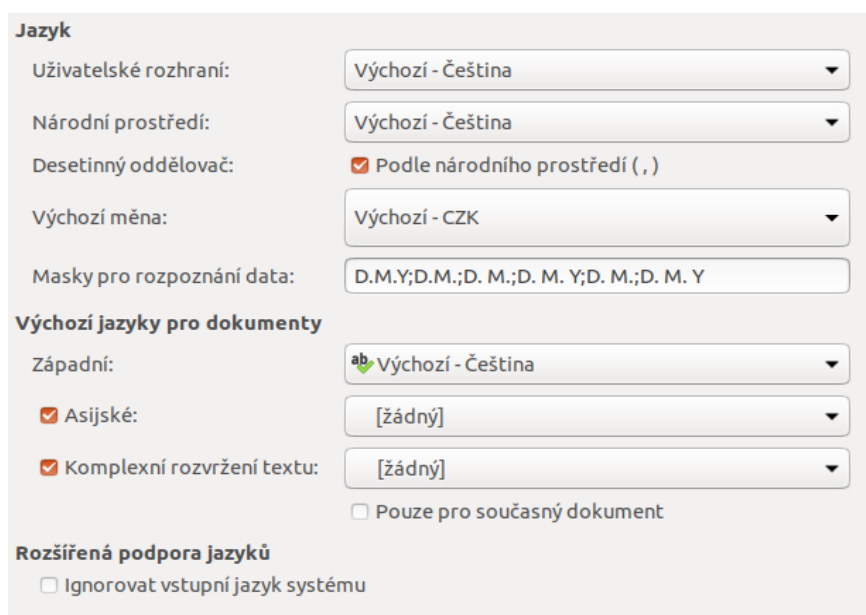 Jazyk
Uživatelské rozhraní: Výchozí - Čeština
Národní prostředí: Výchozí - Čeština
Desetinný oddělovač: Podle národního prostředí ( , )
Výchozí měna: Výchozí - CZK
Masky pro rozpoznání data: D.M.Y;D.M.;D. M.;D. M. Y;D. M.;D. M. Y
Výchozí jazyky pro dokumenty
Západní: ab Výchozí - Čeština
Asijské: [žádný]
Komplexní rozvržení textu: [žádný]
Pouze pro současný dokument
Rozšířená podpora jazyků
Ignorovat vstupní jazyk systému